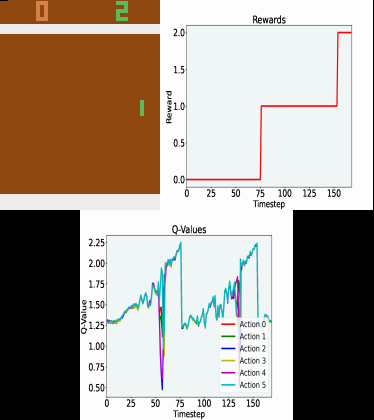 0 2
Rewards
2.0
1.5
1.0
0.5
0.0
Reward
0 25 50 75 100 125 150
Timestep
Q-Values
2.25
2.00
1.75
1.50
1.25
1.00
0.75
0.50
Q-Value
Action 0
Action 1
Action 2
Action 3
Action 4
Action 5
0 25 50 75 100 125 150
Timestep